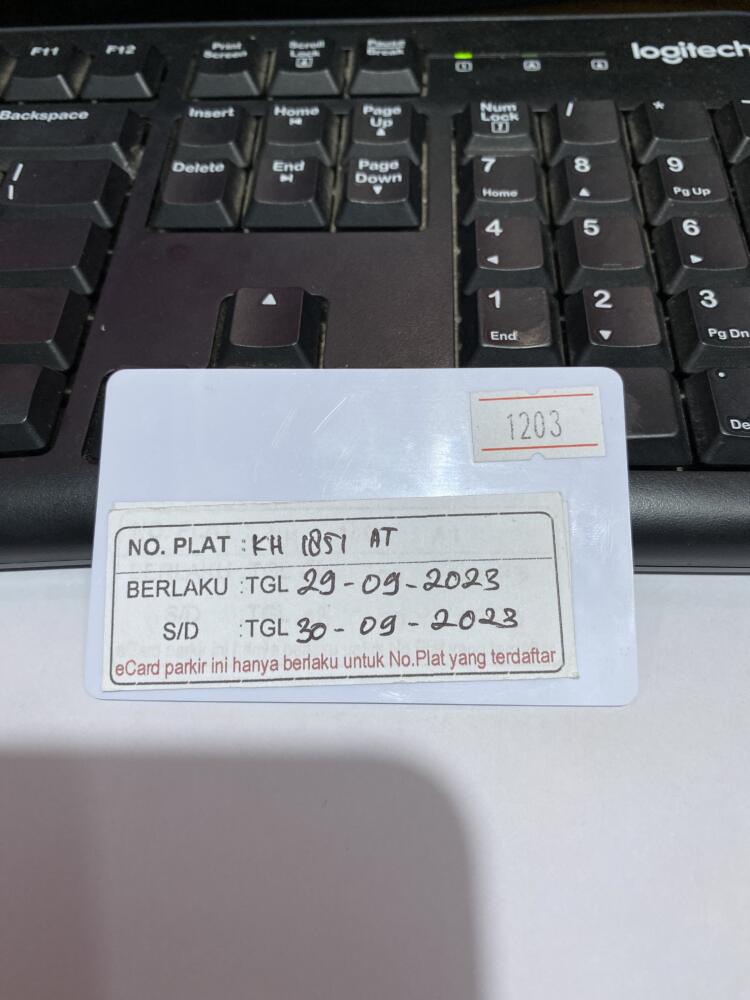 F11 F12 Print Screen Scroll Lock Pause Break
logitech
Backspace Insert Home Page Up Num Lock / *
Delete End Page Down 7 Home 8 9 Pg Up
4 5 6
1 End 2 3 Pg Dn
1203
NO. PLAT : KH 1851 AT
BERLAKU : TGL 29-09-2023
S/D : TGL 30-09-2023
eCard parkir ini hanya berlaku untuk No.Plat yang terdaftar